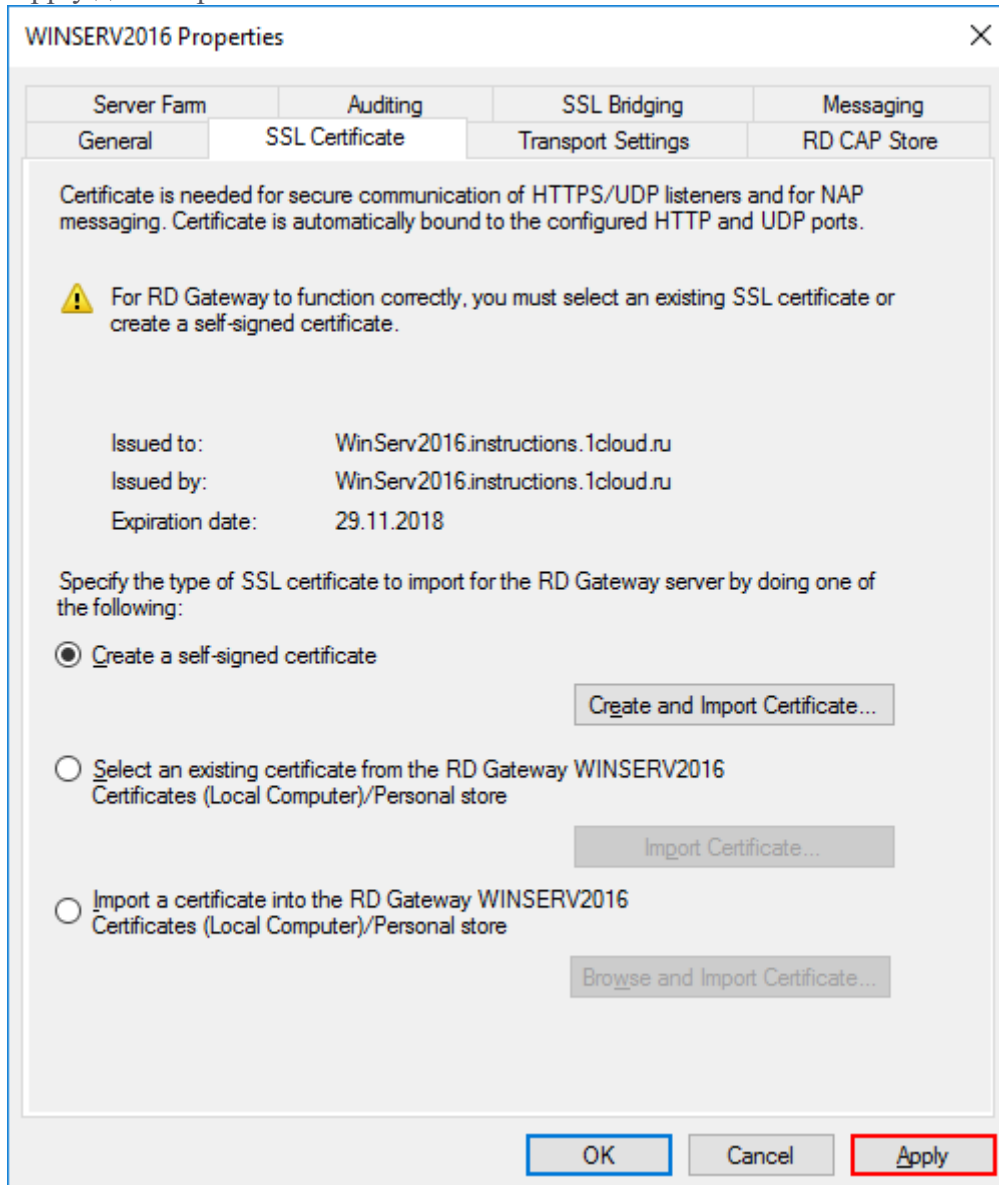 WINSERV2016 Properties
Server Farm Auditing SSL Bridging Messaging
General SSL Certificate Transport Settings RD CAP Store
Certificate is needed for secure communication of HTTPS/UDP listeners and for NAP
messaging. Certificate is automatically bound to the configured HTTP and UDP ports.
For RD Gateway to function correctly, you must select an existing SSL certificate or
create a self-signed certificate.
Issued to: WinServ2016.instructions.1cloud.ru
Issued by: WinServ2016.instructions.1cloud.ru
Expiration date: 29.11.2018
Specify the type of SSL certificate to import for the RD Gateway server by doing one of
the following:
Create a self-signed certificate
Create and Import Certificate...
Select an existing certificate from the RD Gateway WINSERV2016
Certificates (Local Computer)/Personal store
Import Certificate...
Import a certificate into the RD Gateway WINSERV2016
Certificates (Local Computer)/Personal store
Browse and Import Certificate...
OK Cancel Apply